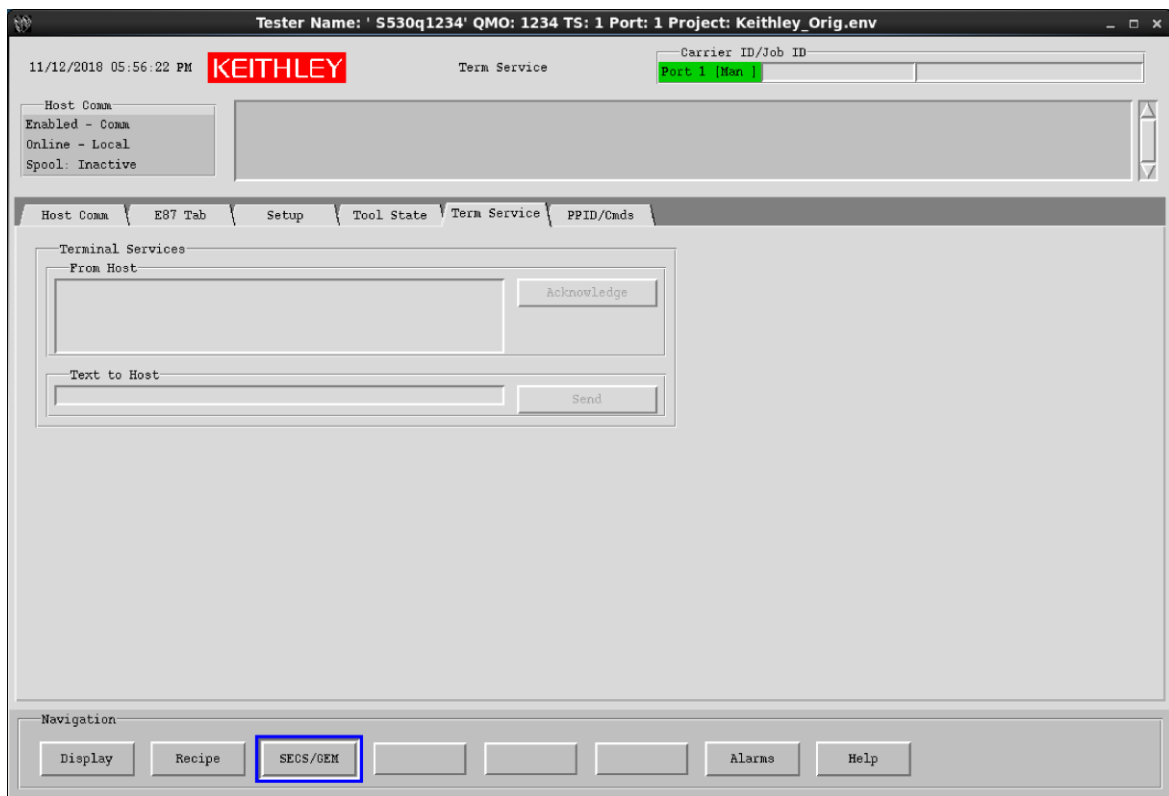 Tester Name: ' S530q1234' QMO: 1234 TS: 1 Port: 1 Project: Keithley_Orig.env
11/12/2018 05:56:22 PM KEITHLEY Term Service
Carrier ID/Job ID
Port 1 [Man ]
Host Comm
Enabled - Comm
Online - Local
Spool: Inactive
Host Comm E87 Tab Setup Tool State Term Service PPID/Cmds
Terminal Services
From Host
Acknowledge
Text to Host
Send
Navigation
Display Recipe SECS/GEM Alarms Help